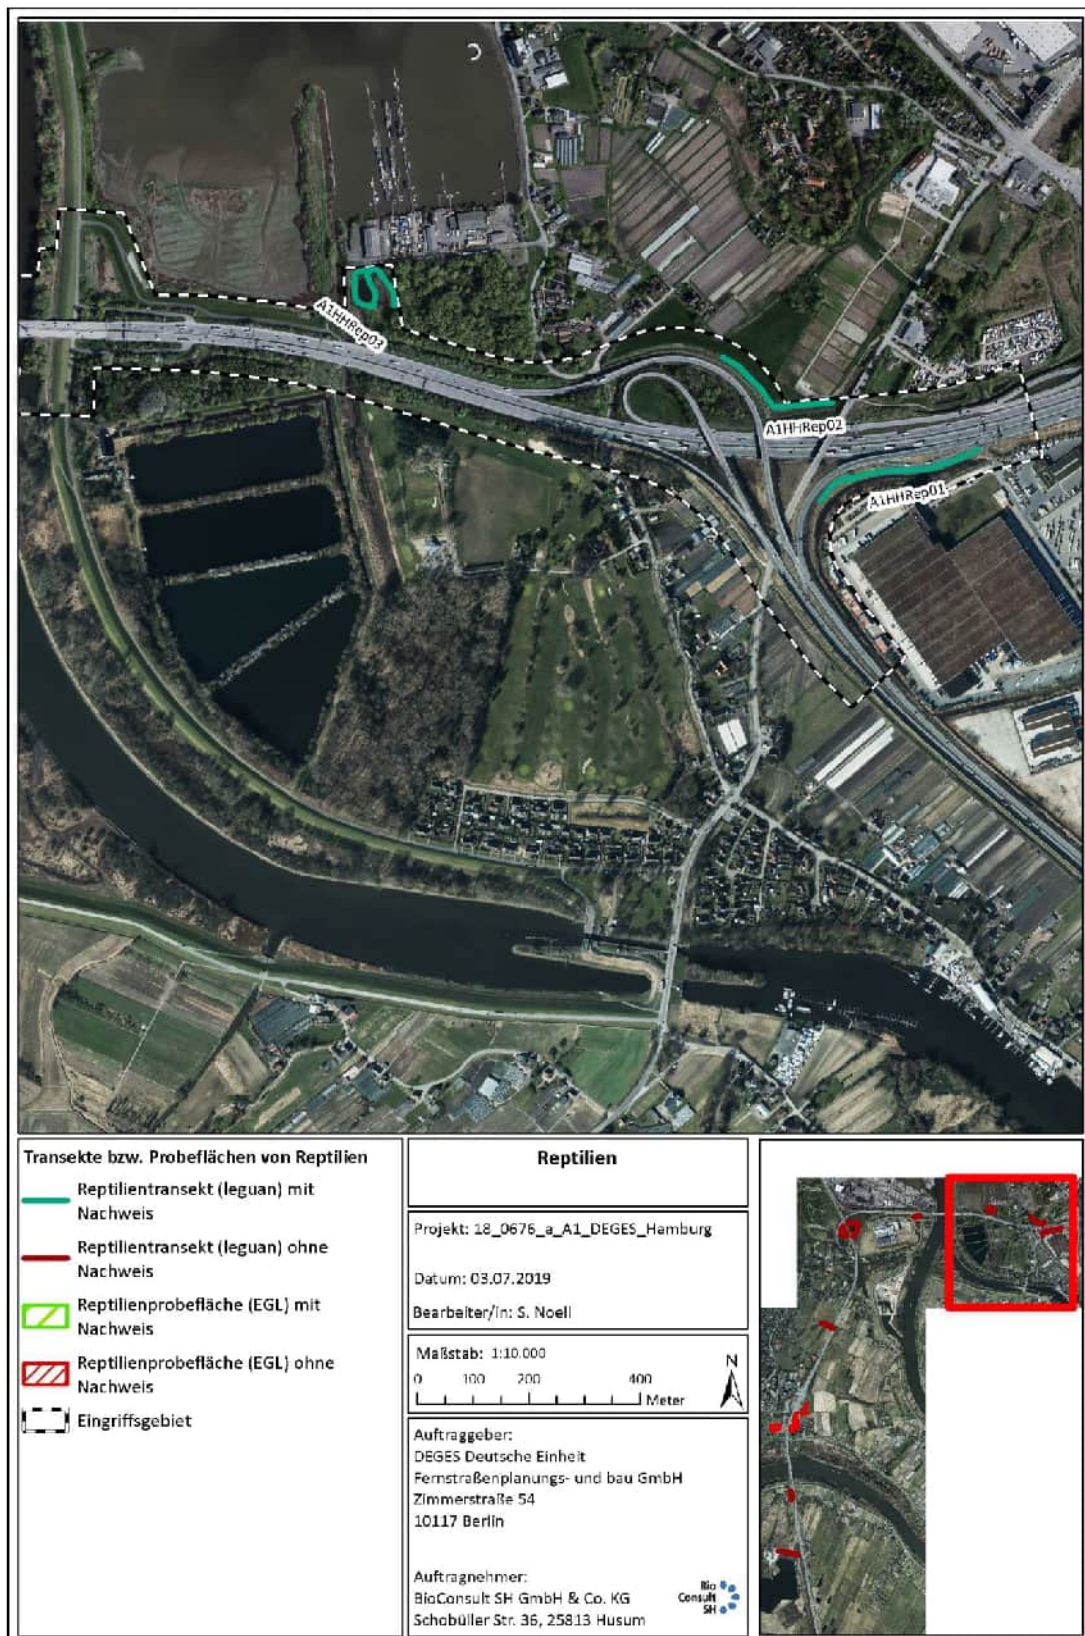 A1HHRep03
A1HHRep02
A1HHRep01
Transekte bzw. Probeflächen von Reptilien
Reptilientransekt (leguan) mit
Nachweis
Reptilientransekt (leguan) ohne
Nachweis
Reptilienprobefläche (EGL) mit
Nachweis
Reptilienprobefläche (EGL) ohne
Nachweis
Eingriffsgebiet
Reptilien
Projekt: 18_0676_a_A1_DEGES_Hamburg
Datum: 03.07.2019
Bearbeiter/in: S. Noell
Maßstab: 1:10.000
0 100 200 400
Meter
N
Auftraggeber:
DEGES Deutsche Einheit
Fernstraßenplanungs- und bau GmbH
Zimmerstraße 54
10117 Berlin
Auftragnehmer:
BioConsult SH GmbH & Co. KG
Schobüller Str. 36, 25813 Husum
Bio
Consult
SH